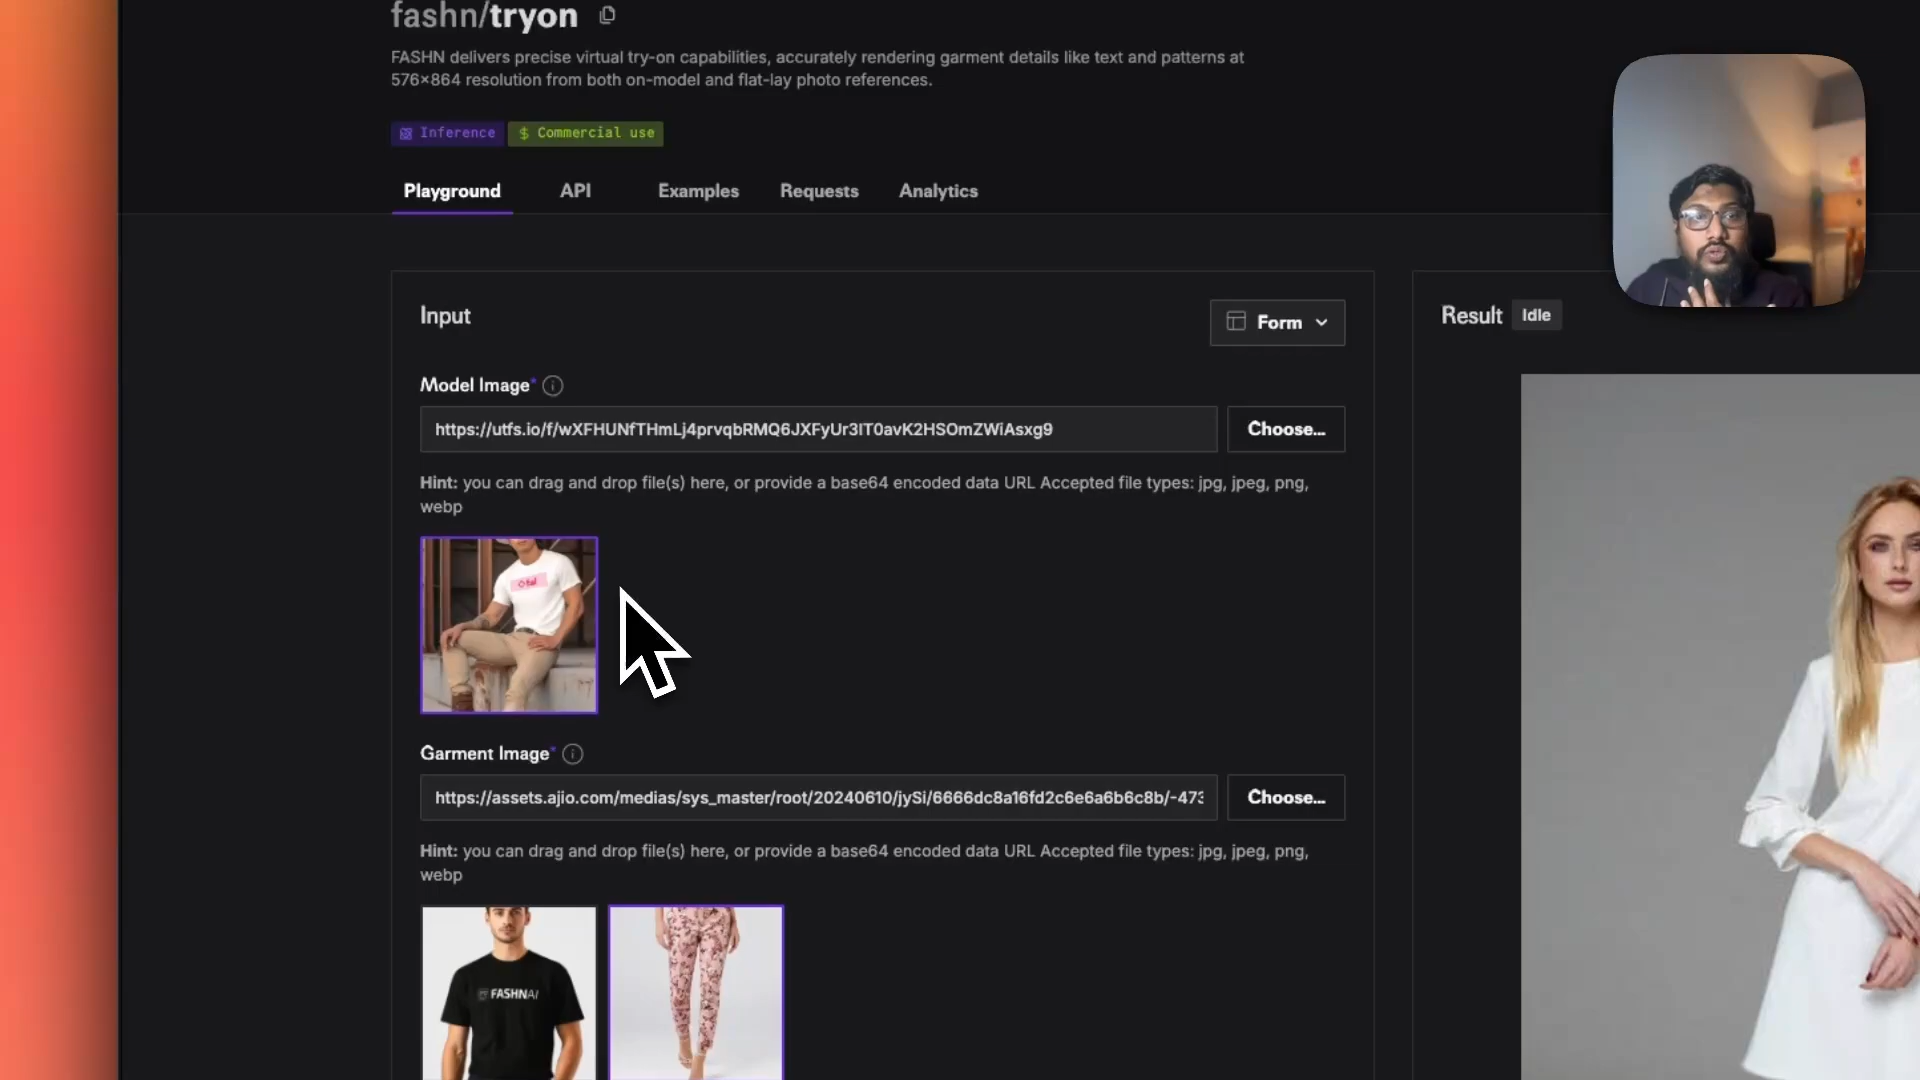 fashn/tryon
FASHN delivers precise virtual try-on capabilities, accurately rendering garment details like text and patterns at
576×864 resolution from both on-model and flat-lay photo references.
Inference
$ Commercial use
Playground
API
Examples
Requests
Analytics
Input
Form
Result
Idle
Model Image*
https://utfs.io/f/wXFHUNfTHmLj4prvqbRMQ6JXFyUr3IT0avK2HSOmZWiAsxg9
Choose...
Hint: you can drag and drop file(s) here, or provide a base64 encoded data URL Accepted file types: jpg, jpeg, png,
webp
fal
Garment Image*
https://assets.ajio.com/medias/sys_master/root/20240610/jySi/6666dc8a16fd2c6e6a6b6c8b/-473
Choose...
Hint: you can drag and drop file(s) here, or provide a base64 encoded data URL Accepted file types: jpg, jpeg, png,
webp
FASHNAI